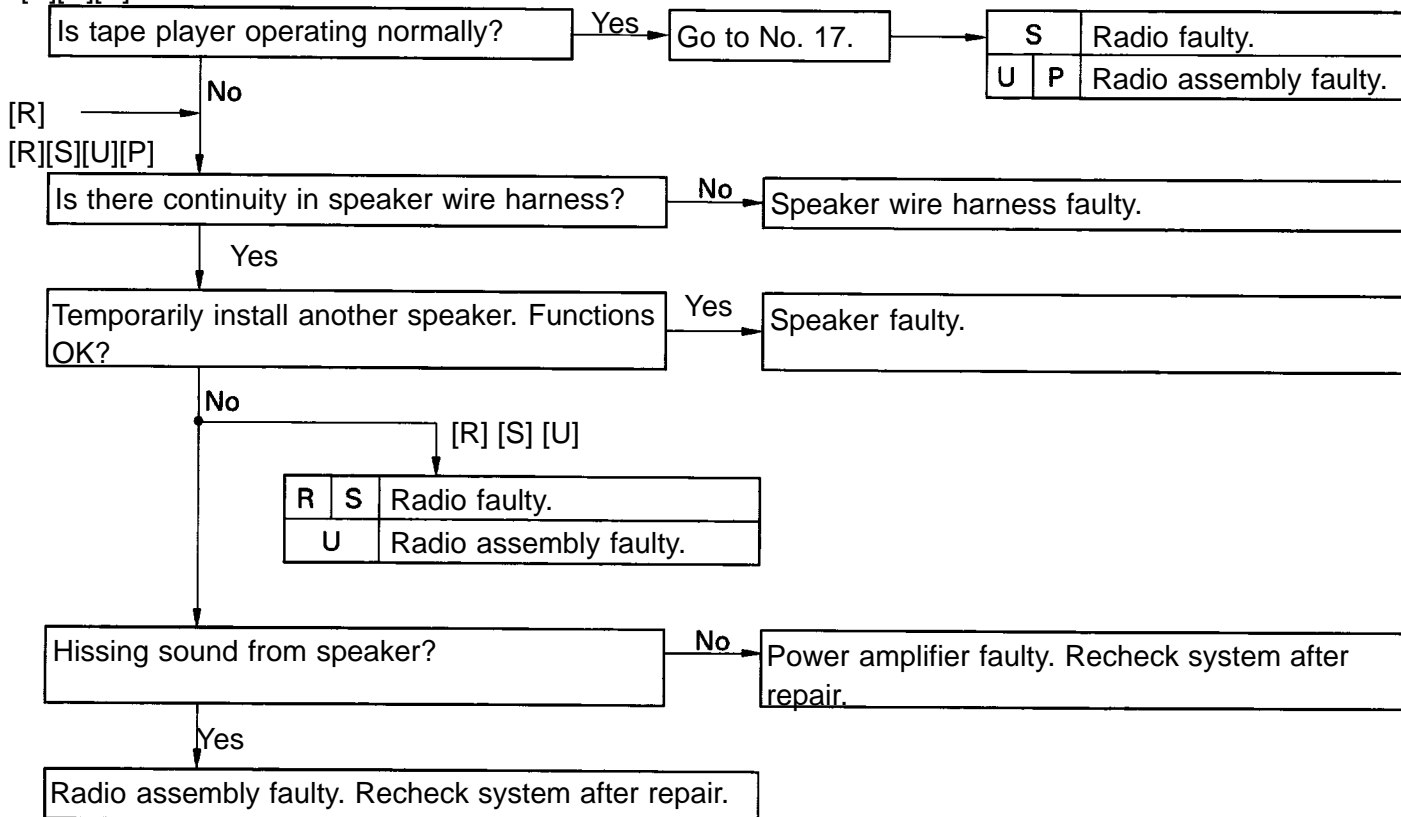 Is tape player operating normally?
Yes
Go to No. 17.
S Radio faulty.
U P Radio assembly faulty.
No
[R]
[R][S][U][P]
Is there continuity in speaker wire harness?
No
Speaker wire harness faulty.
Yes
Temporarily install another speaker. Functions
OK?
Yes
Speaker faulty.
No
[R] [S] [U]
R S Radio faulty.
U Radio assembly faulty.
Hissing sound from speaker?
No
Power amplifier faulty. Recheck system after
repair.
Yes
Radio assembly faulty. Recheck system after repair.